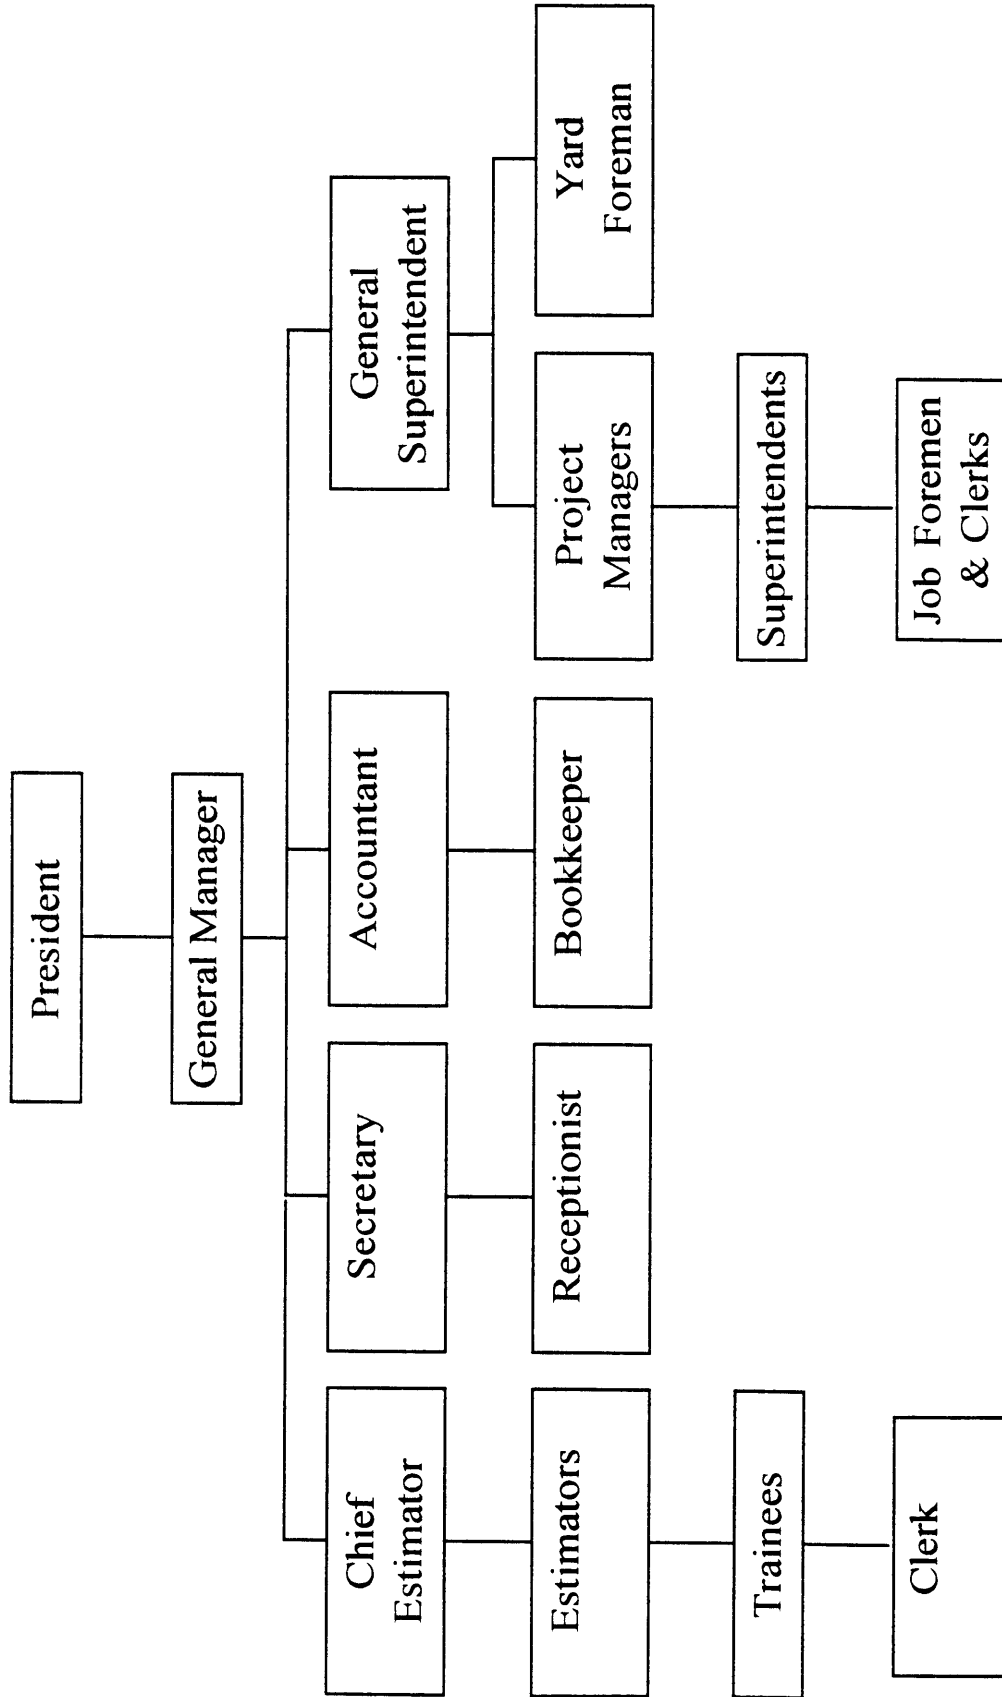 President
General Manager
Chief
Estimator
Secretary
Accountant
General
Superintendent
Estimators
Receptionist
Bookkeeper
Project
Managers
Yard
Foreman
Trainees
Superintendents
Clerk
Job Foremen
& Clerks